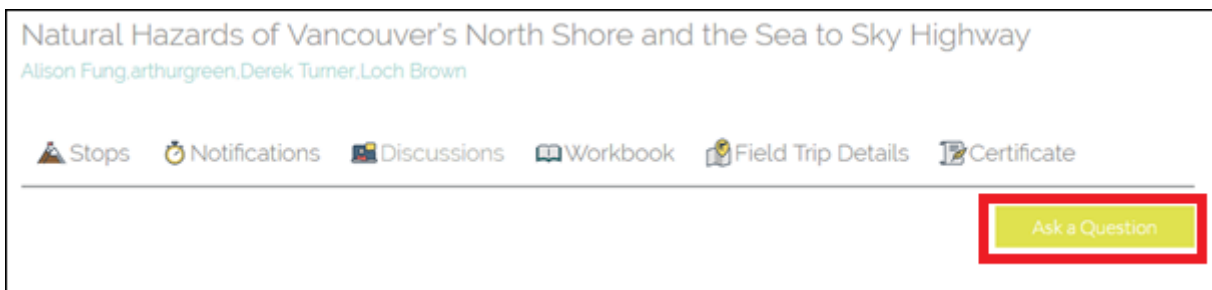 Natural Hazards of Vancouver's North Shore and the Sea to Sky Highway
Alison Fung,arthurgreen,Derek Turner,Loch Brown
Stops Notifications Discussions Workbook Field Trip Details Certificate
Ask a Question